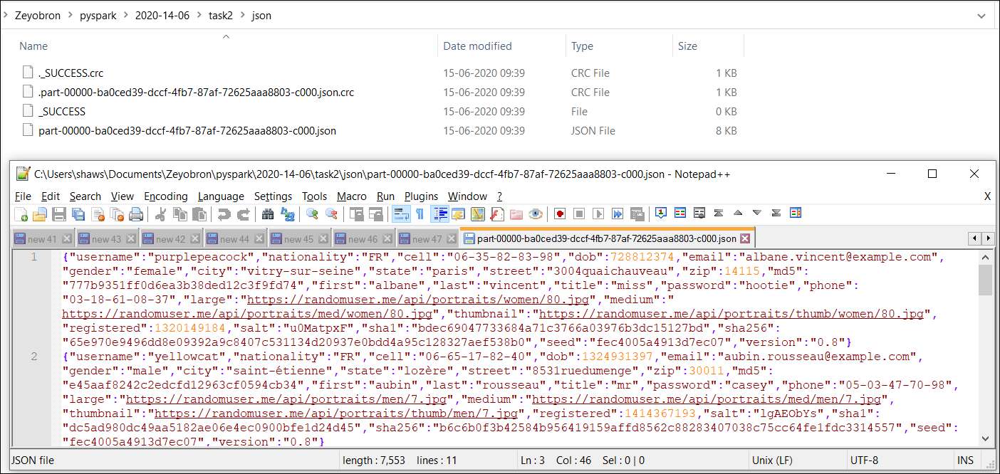 Zeyobron > pyspark > 2020-14-06 > task2 > json
Name Date modified Type Size
._SUCCESS.crc 15-06-2020 09:39 CRC File 1 KB
.part-00000-ba0ced39-dccf-4fb7-87af-72625aaa8803-c000.json.crc 15-06-2020 09:39 CRC File 1 KB
_SUCCESS 15-06-2020 09:39 File 0 KB
part-00000-ba0ced39-dccf-4fb7-87af-72625aaa8803-c000.json 15-06-2020 09:39 JSON File 8 KB
C:\Users\shaws\Documents\Zeyobron\pyspark\2020-14-06\task2\json\part-00000-ba0ced39-dccf-4fb7-87af-72625aaa8803-c000.json - Notepad++
File Edit Search View Encoding Language Settings Tools Macro Run Plugins Window ? X
new 41 new 43 new 42 new 44 new 45 new 46 new 47 part-00000-ba0ced39-dccf-4fb7-87af-72625aaa8803-c000.json
1 {"username":"purplepeacock","nationality":"FR","cell":"06-35-82-83-98","dob":728812374,"email":"albane.vincent@example.com",
"gender":"female","city":"vitry-sur-seine","state":"paris","street":"3004quaichauveau","zip":14115,"md5":
"777b9351ff0d6ea3b38ded12c3f9fd74","first":"albane","last":"vincent","title":"miss","password":"hootie","phone":
"03-18-61-08-37","large":"https://randomuser.me/api/portraits/women/80.jpg","medium":"
https://randomuser.me/api/portraits/med/women/80.jpg","thumbnail":"https://randomuser.me/api/portraits/thumb/women/80.jpg",
"registered":1320149184,"salt":"u0MatpxF","sha1":"bdec69047733684a71c3766a03976b3dc15127bd","sha256":
"65e970e9496dd8e09392a9c8407c531134d20937e0bdd4a95c128327aef538b0","seed":"fec4005a4913d7ec07","version":"0.8"}
2 {"username":"yellowcat","nationality":"FR","cell":"06-65-17-82-40","dob":1324931397,"email":"aubin.rousseau@example.com",
"gender":"male","city":"saint-étienne","state":"lozère","street":"8531ruedumenge","zip":30011,"md5":
"e45aaf8242c2edcfd12963cf0594cb34","first":"aubin","last":"rousseau","title":"mr","password":"casey","phone":"05-03-47-70-98",
"large":"https://randomuser.me/api/portraits/men/7.jpg","medium":"https://randomuser.me/api/portraits/med/men/7.jpg",
"thumbnail":"https://randomuser.me/api/portraits/thumb/men/7.jpg","registered":1414367193,"salt":"lgAEObYs","sha1":
"dc5ad980dc49aa5182ae06e4ec0900bfe1d24d45","sha256":"b6c6b0f3b42584b956419159affd8562c88283407038c75cc64fe1fdc3314557","seed":
"fec4005a4913d7ec07","version":"0.8"}
JSON file length : 7,553 lines : 11 Ln : 3 Col : 46 Sel : 0 | 0 Unix (LF) UTF-8 INS